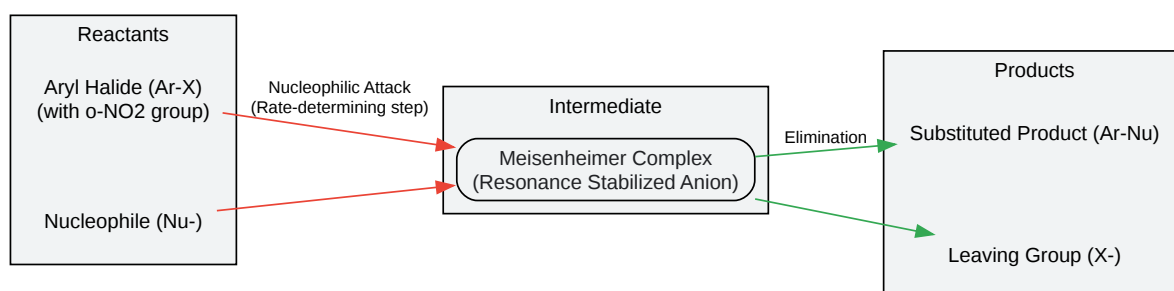 Reactants
Aryl Halide (Ar-X)
(with o-NO2 group)
Nucleophile (Nu-)
Nucleophilic Attack
(Rate-determining step)
Intermediate
Meisenheimer Complex
(Resonance Stabilized Anion)
Elimination
Products
Substituted Product (Ar-Nu)
Leaving Group (X-)